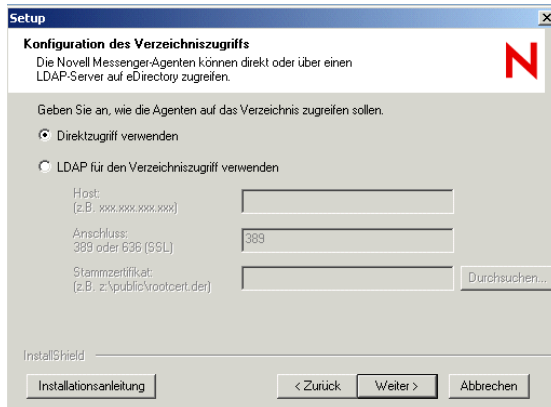 Setup
Konfiguration des Verzeichniszugriffs
Die Novell Messenger-Agenten können direkt oder über einen
LDAP-Server auf eDirectory zugreifen.
N
Geben Sie an, wie die Agenten auf das Verzeichnis zugreifen sollen.
Direktzugriff verwenden
LDAP für den Verzeichniszugriff verwenden
Host:
(z.B. xxx.xxx.xxx.xxx)
Anschluss:
389 oder 636 (SSL)
389
Stammzertifikat:
(z.B. z:\public\rootcert.der)
Durchsuchen...
InstallShield
Installationsanleitung
< Zurück
Weiter >
Abbrechen